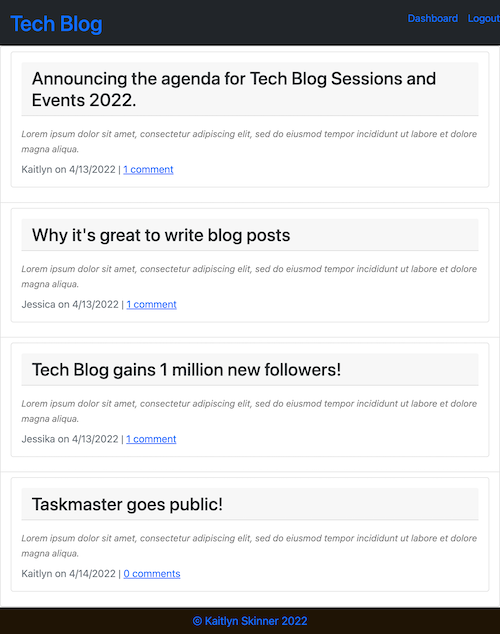 Tech Blog
Dashboard Logout
Announcing the agenda for Tech Blog Sessions and
Events 2022.
Lorem ipsum dolor sit amet, consectetur adipiscing elit, sed do eiusmod tempor incididunt ut labore et dolore
magna aliqua.
Kaitlyn on 4/13/2022 | 1 comment
Why it's great to write blog posts
Lorem ipsum dolor sit amet, consectetur adipiscing elit, sed do eiusmod tempor incididunt ut labore et dolore
magna aliqua.
Jessica on 4/13/2022 | 1 comment
Tech Blog gains 1 million new followers!
Lorem ipsum dolor sit amet, consectetur adipiscing elit, sed do eiusmod tempor incididunt ut labore et dolore
magna aliqua.
Jessika on 4/13/2022 | 1 comment
Taskmaster goes public!
Lorem ipsum dolor sit amet, consectetur adipiscing elit, sed do eiusmod tempor incididunt ut labore et dolore
magna aliqua.
Kaitlyn on 4/14/2022 | 0 comments
© Kaitlyn Skinner 2022